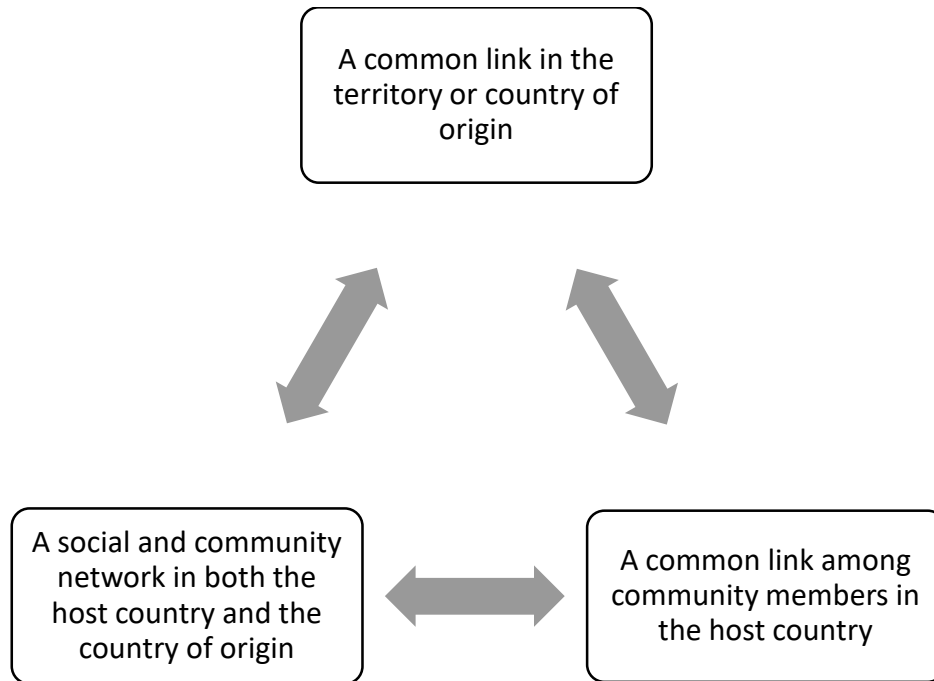 A common link in the
territory or country of
origin
A social and community
network in both the
host country and the
country of origin
A common link among
community members in
the host country